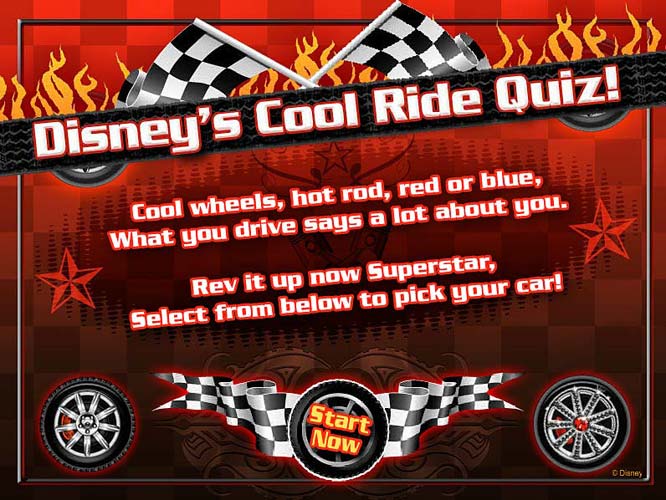 Disney's Cool Ride Quiz!
Cool wheels, hot rod, red or blue,
What you drive says a lot about you.
Rev it up now Superstar,
Select from below to pick your car!
Start
Now
© Disney